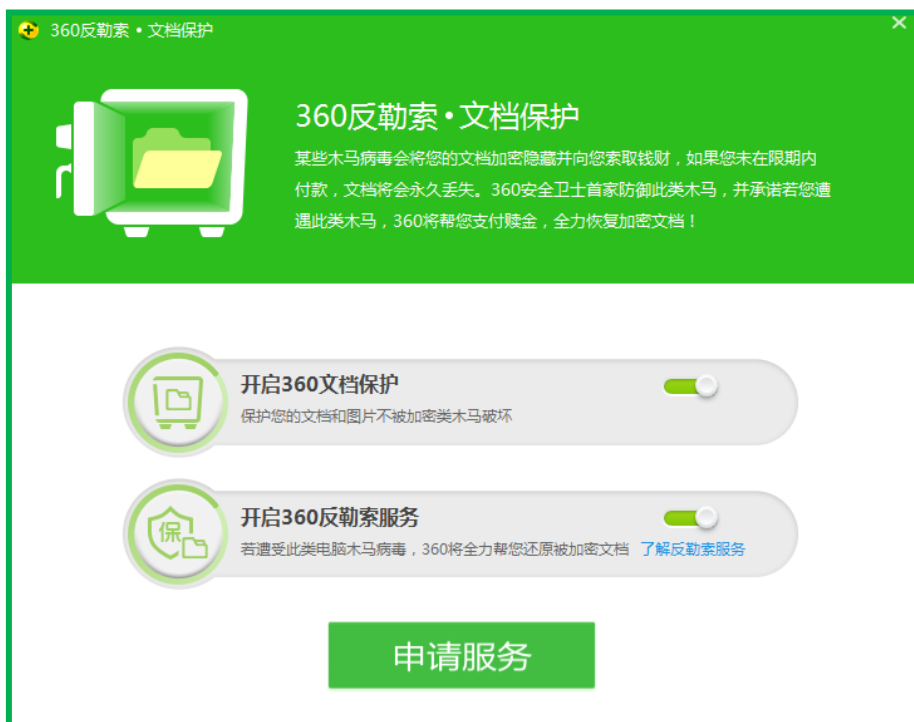 360反勒索 • 文档保护
360反勒索 • 文档保护
某些木马病毒会将您的文档加密隐藏并向您索取钱财，如果您未在限期内
付款，文档将会永久丢失。360安全卫士首家防御此类木马，并承诺若您遭
遇此类木马，360将帮您支付赎金，全力恢复加密文档！
开启360文档保护
保护您的文档和图片不被加密类木马破坏
保
开启360反勒索服务
若遭受此类电脑木马病毒，360将全力帮您还原被加密文档 了解反勒索服务
申请服务